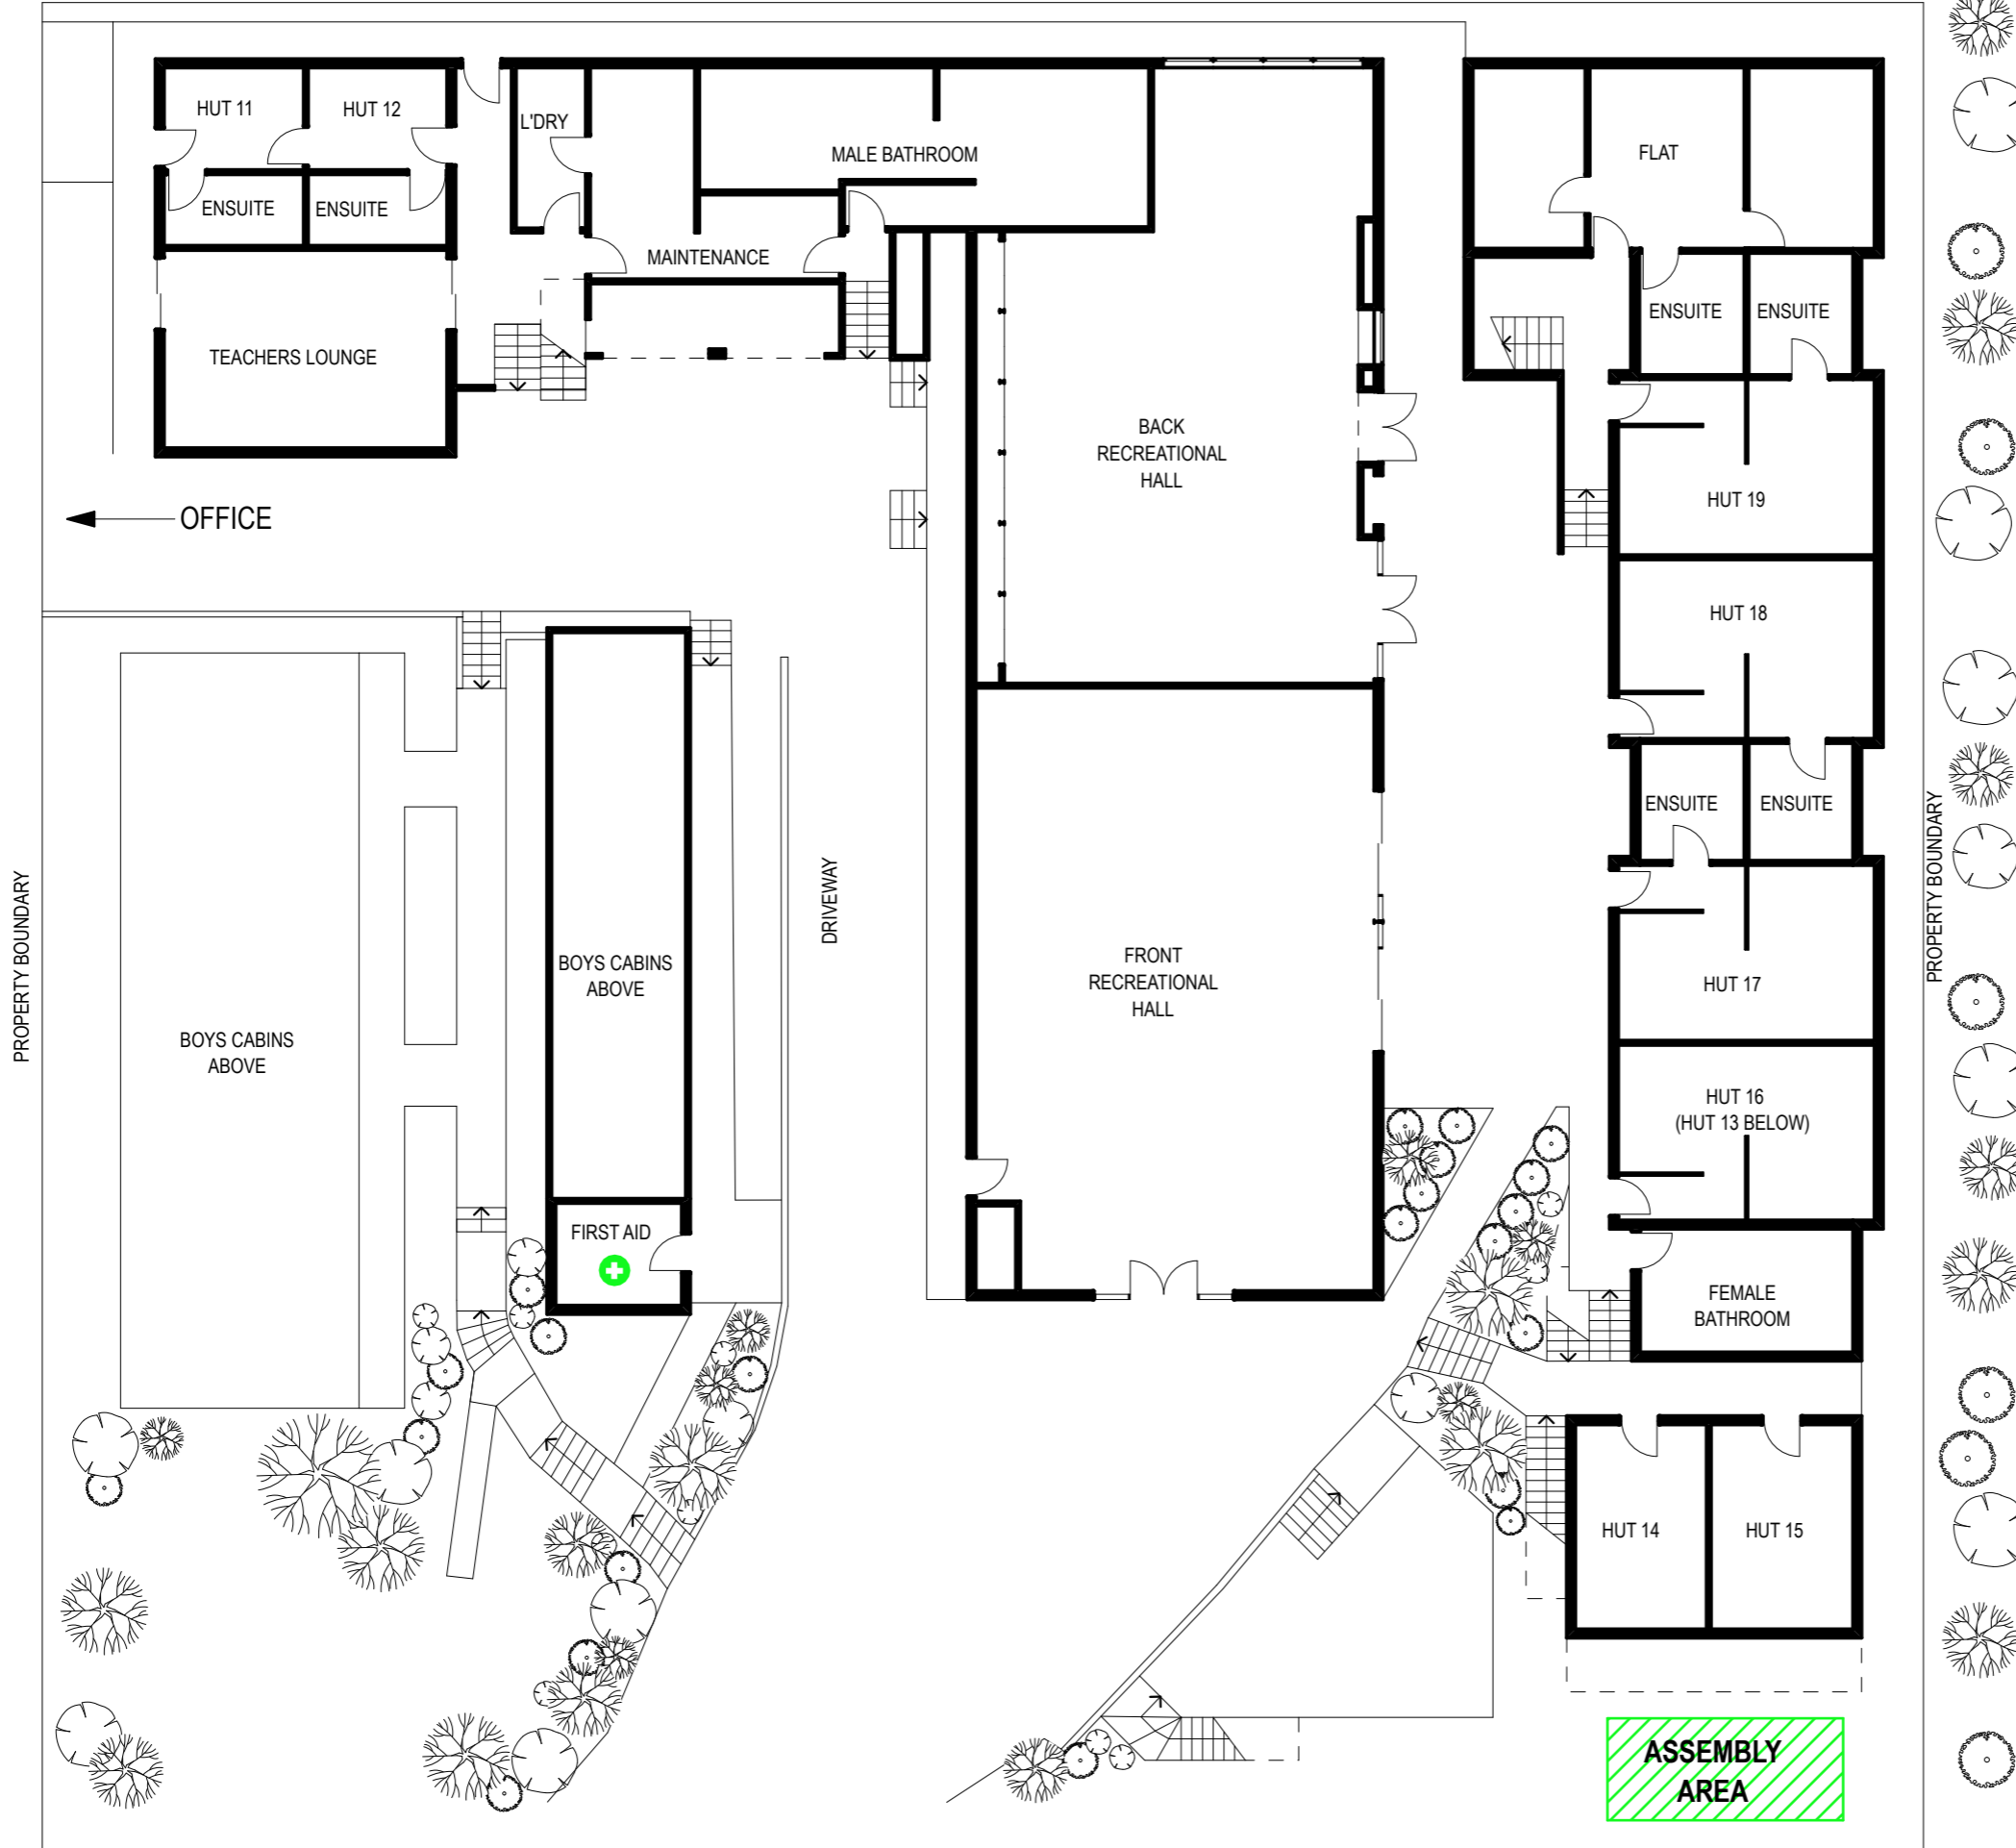 HUT 11
HUT 12
L'DRY
MALE BATHROOM
FLAT
ENSUITE
ENSUITE
MAINTENANCE
ENSUITE
ENSUITE
TEACHERS LOUNGE
BACK
RECREATIONAL
HALL
HUT 19
OFFICE
HUT 18
ENSUITE
ENSUITE
PROPERTY BOUNDARY
DRIVEWAY
PROPERTY BOUNDARY
BOYS CABINS
ABOVE
FRONT
RECREATIONAL
HALL
HUT 17
BOYS CABINS
ABOVE
HUT 16
(HUT 13 BELOW)
FIRST AID
FEMALE
BATHROOM
HUT 14
HUT 15
ASSEMBLY
AREA